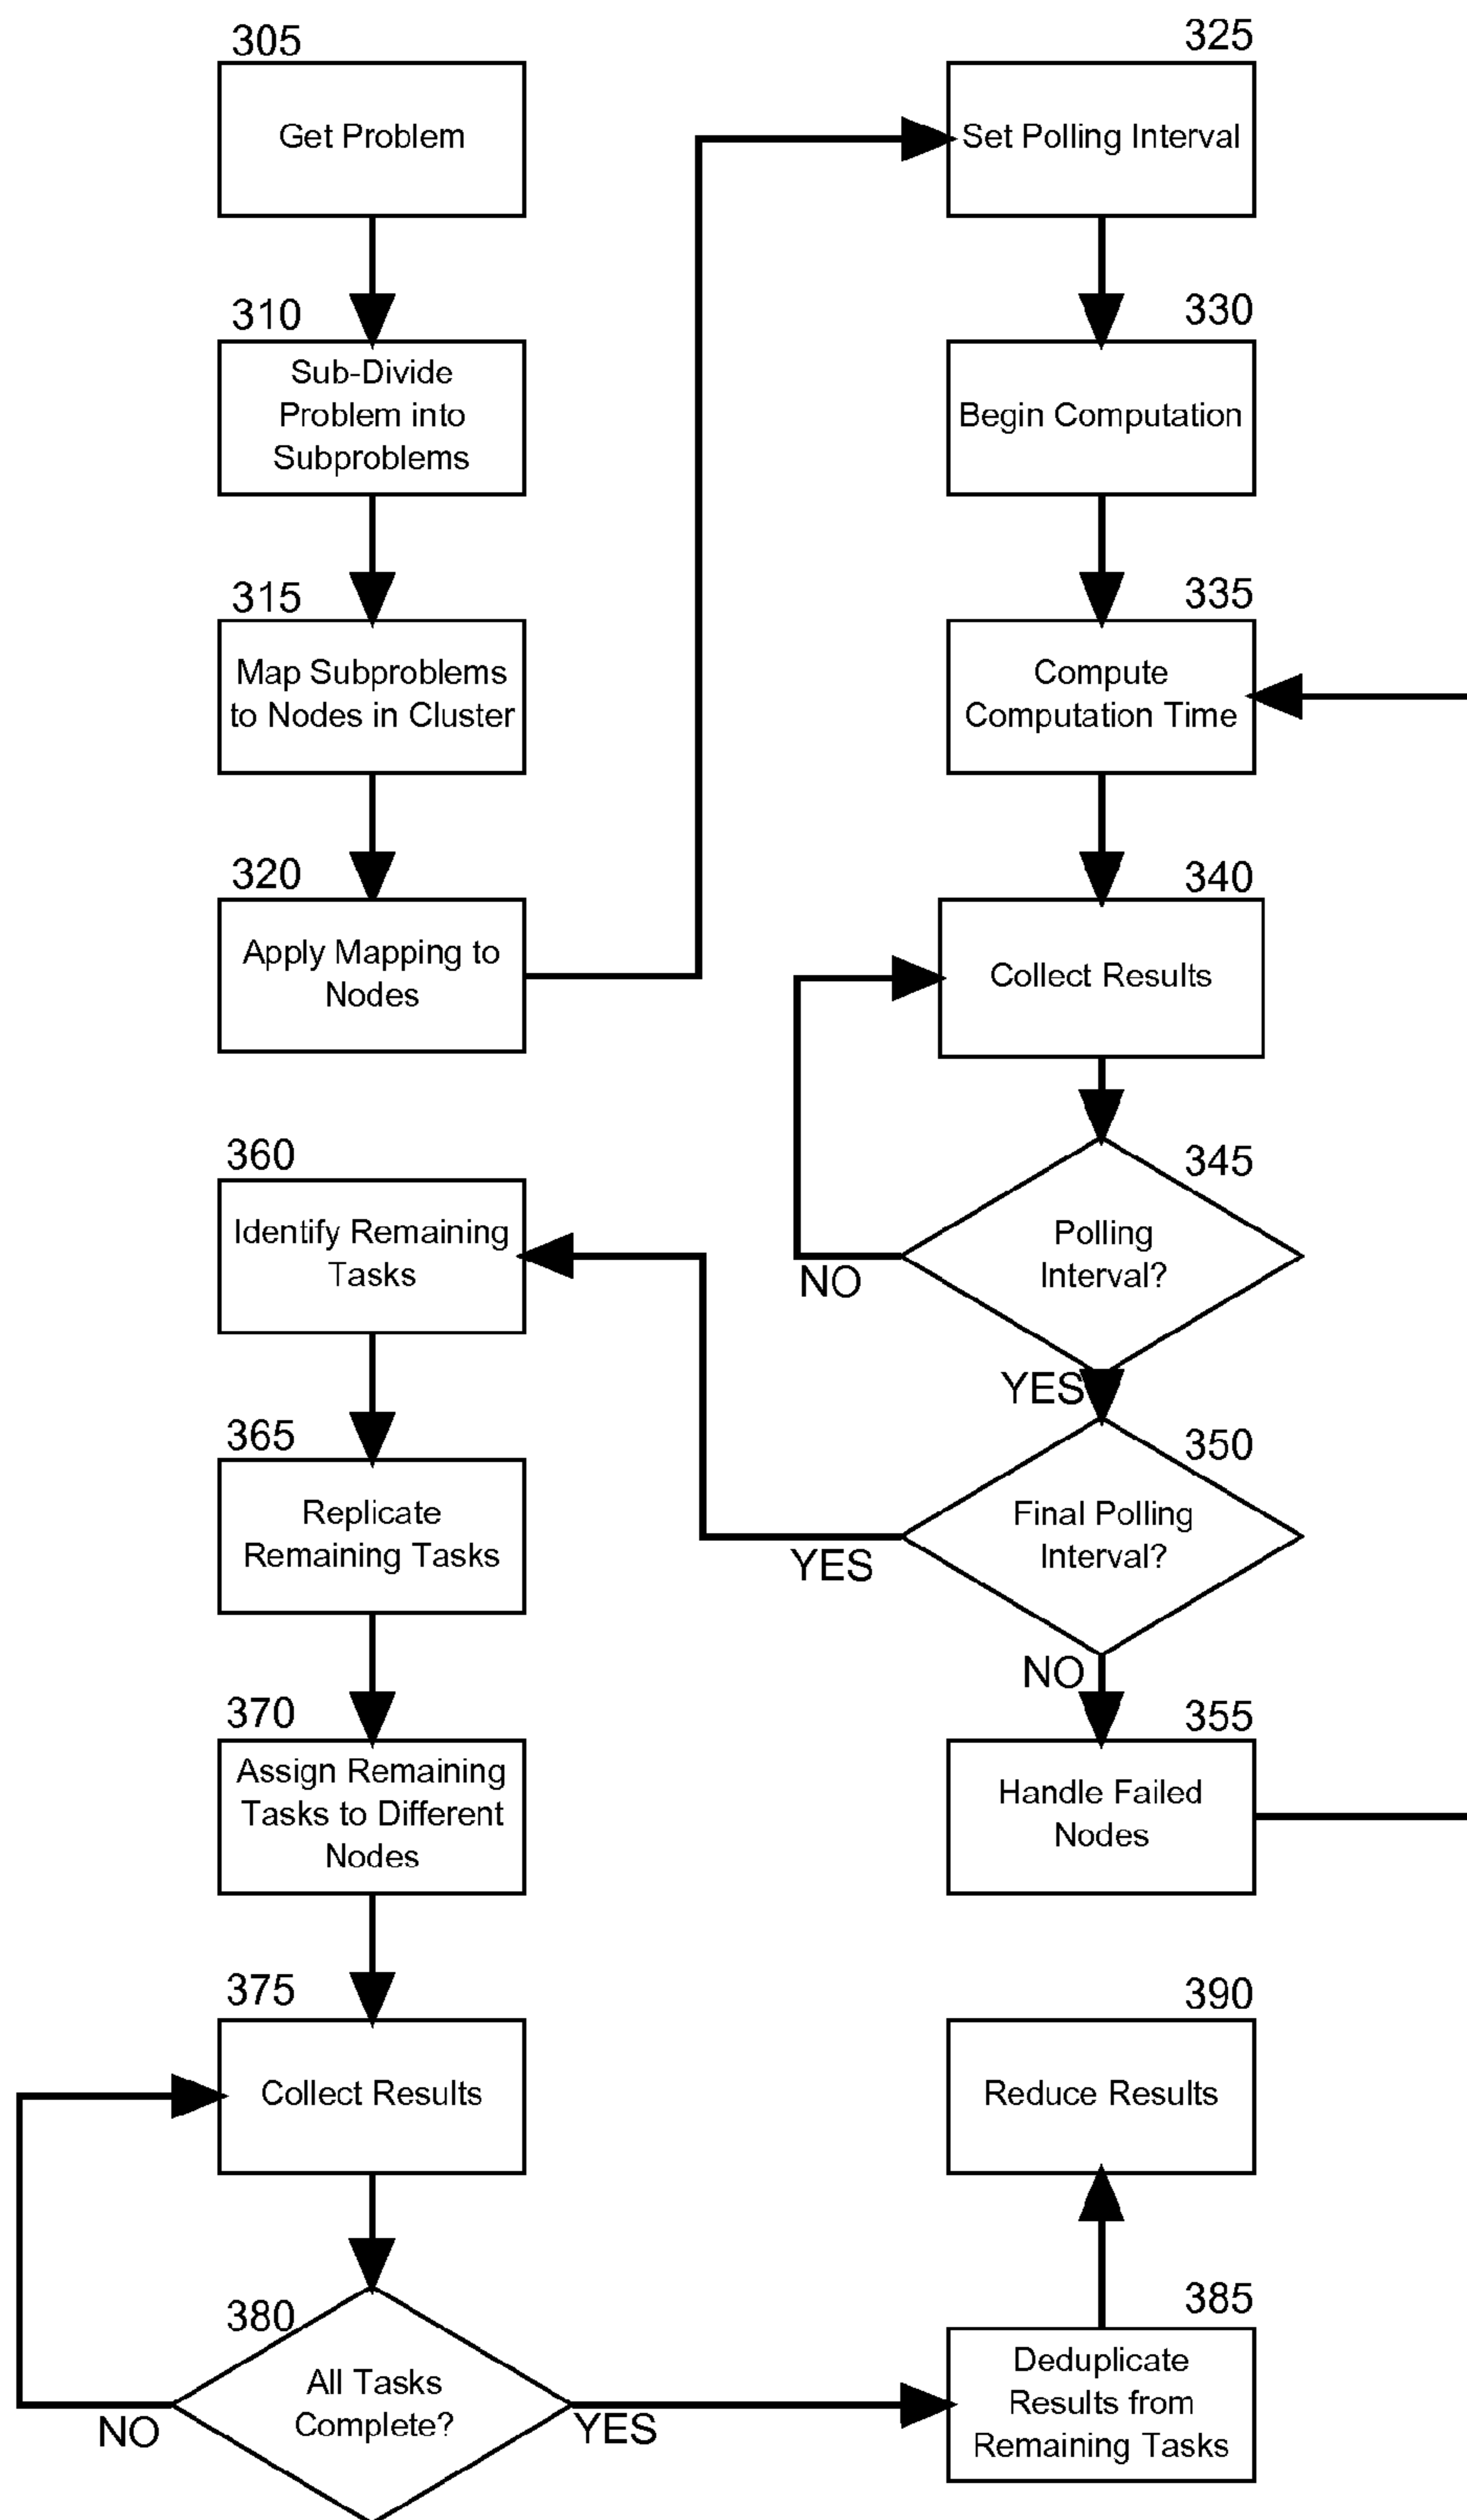 305
Get Problem
310
Sub-Divide
Problem into
Subproblems
315
Map Subproblems
to Nodes in Cluster
320
Apply Mapping to
Nodes
325
Set Polling Interval
330
Begin Computation
335
Compute
Computation Time
340
Collect Results
345
Polling
Interval?
NO
YES
350
Final Polling
Interval?
YES
NO
355
Handle Failed
Nodes
360
Identify Remaining
Tasks
365
Replicate
Remaining Tasks
370
Assign Remaining
Tasks to Different
Nodes
375
Collect Results
380
All Tasks
Complete?
NO
YES
385
Deduplicate
Results from
Remaining Tasks
390
Reduce Results